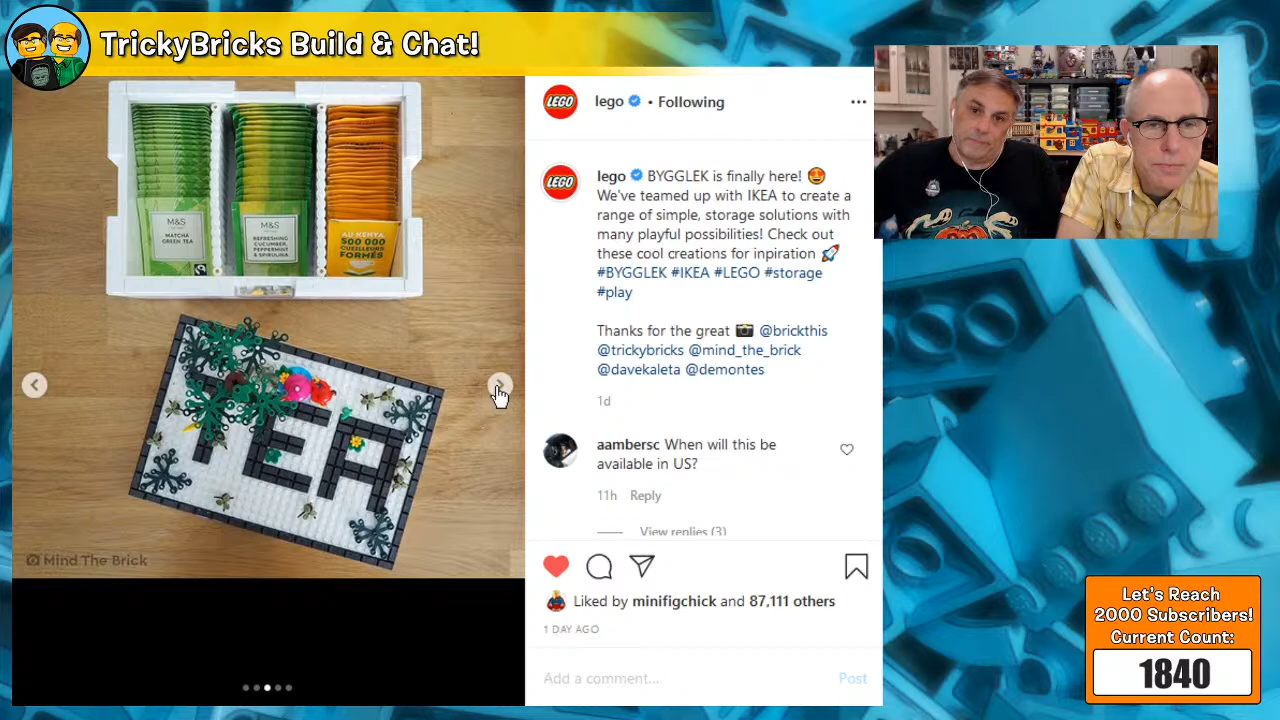 TrickyBricks Build & Chat!
M&S
MATCHA
GREEN TEA
M&S
REFRESHING
CUCUMBER,
PEPPERMINT
& SPIRULINA
AU KENYA
500 000
CUEILLEURS
FORMÉS
TEA
Mind The Brick
LEGO
lego • Following
LEGO
lego BYGGLEK is finally here! 🤩
We've teamed up with IKEA to create a
range of simple, storage solutions with
many playful possibilities! Check out
these cool creations for inpiration 🚀
#BYGGLEK #IKEA #LEGO #storage
#play
Thanks for the great 📸 @brickthis
@trickybricks @mind_the_brick
@davekaleta @demontes
1d
aambersc When will this be
available in US?
11h Reply
View replies (3)
Liked by minifigchick and 87,111 others
1 DAY AGO
Add a comment... Post
Let's Reach
2000 Subscribers!
Current Count:
1840